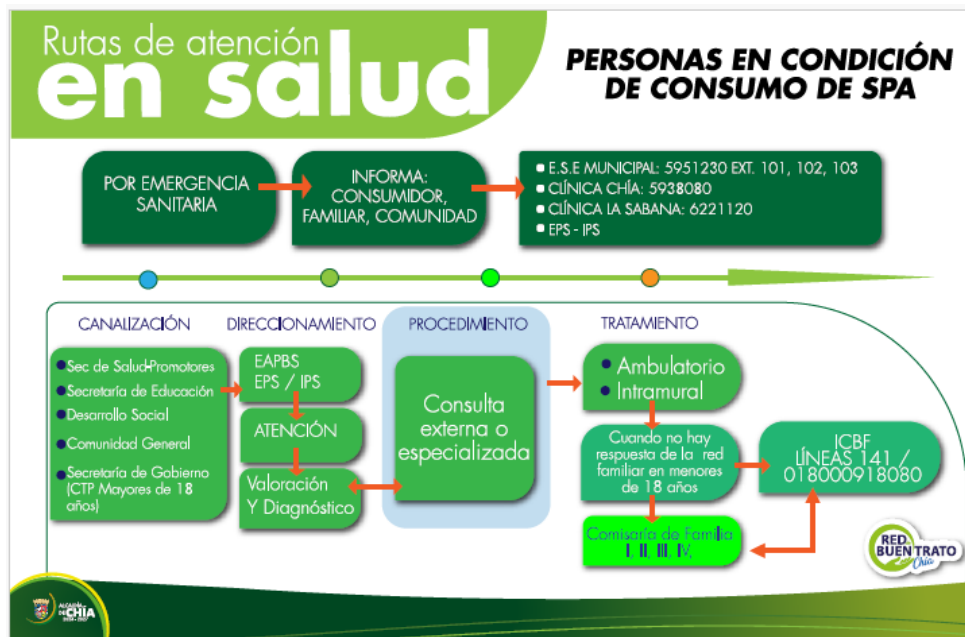 Rutas de atención
en salud
PERSONAS EN CONDICIÓN
DE CONSUMO DE SPA
POR EMERGENCIA
SANITARIA
INFORMA:
CONSUMIDOR,
FAMILIAR, COMUNIDAD
E.S.E MUNICIPAL: 5951230 EXT. 101, 102, 103
CLÍNICA CHÍA: 5938080
CLÍNICA LA SABANA: 6221120
EPS - IPS
CANALIZACIÓN
Sec de Salud-Promotores
Secretaría de Educación
Desarrollo Social
Comunidad General
Secretaría de Gobierno
(CTP Mayores de 18
años)
DIRECCIONAMIENTO
EAPBS
EPS / IPS
ATENCIÓN
Valoración
Y Diagnóstico
PROCEDIMIENTO
Consulta
externa o
especializada
TRATAMIENTO
Ambulatorio
Intramural
Cuando no hay
respuesta de la red
familiar en menores
de 18 años
Comisaría de Familia
I, II, III, IV,
ICBF
LÍNEAS 141 /
018000918080
RED
BUEN TRATO
Chía
ALCALDÍA
DE CHÍA